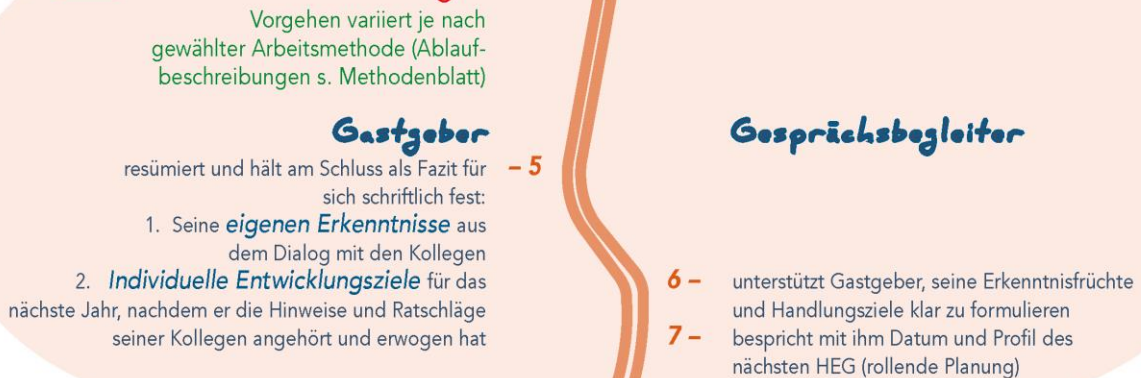 Vorgehen variiert je nach
gewählter Arbeitsmethode (Ablauf-
beschreibungen s. Methodenblatt)
Gastgeber
resümiert und hält am Schluss als Fazit für – 5
sich schriftlich fest:
1. Seine eigenen Erkenntnisse aus
dem Dialog mit den Kollegen
2. Individuelle Entwicklungsziele für das
nächste Jahr, nachdem er die Hinweise und Ratschläge
seiner Kollegen angehört und erwogen hat
Gesprächsbegleiter
6 – unterstützt Gastgeber, seine Erkenntnisfrüchte
und Handlungsziele klar zu formulieren
7 – bespricht mit ihm Datum und Profil des
nächsten HEG (rollende Planung)